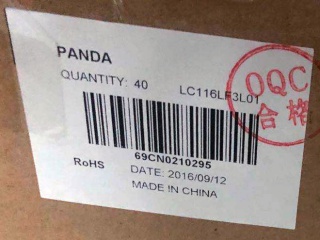 PANDA
QUANTITY: 40 LC116LF3L01
OQC
合格
69CN0210295
RoHS
DATE: 2016/09/12
MADE IN CHINA